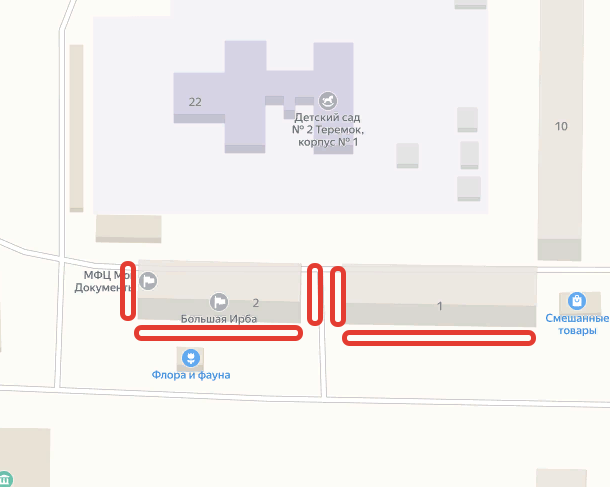 22
Детский сад
№ 2 Теремок,
корпус № 1
10
МФЦ Мои
Документы
2
Большая Ирба
1
Смешанные
товары
Флора и фауна